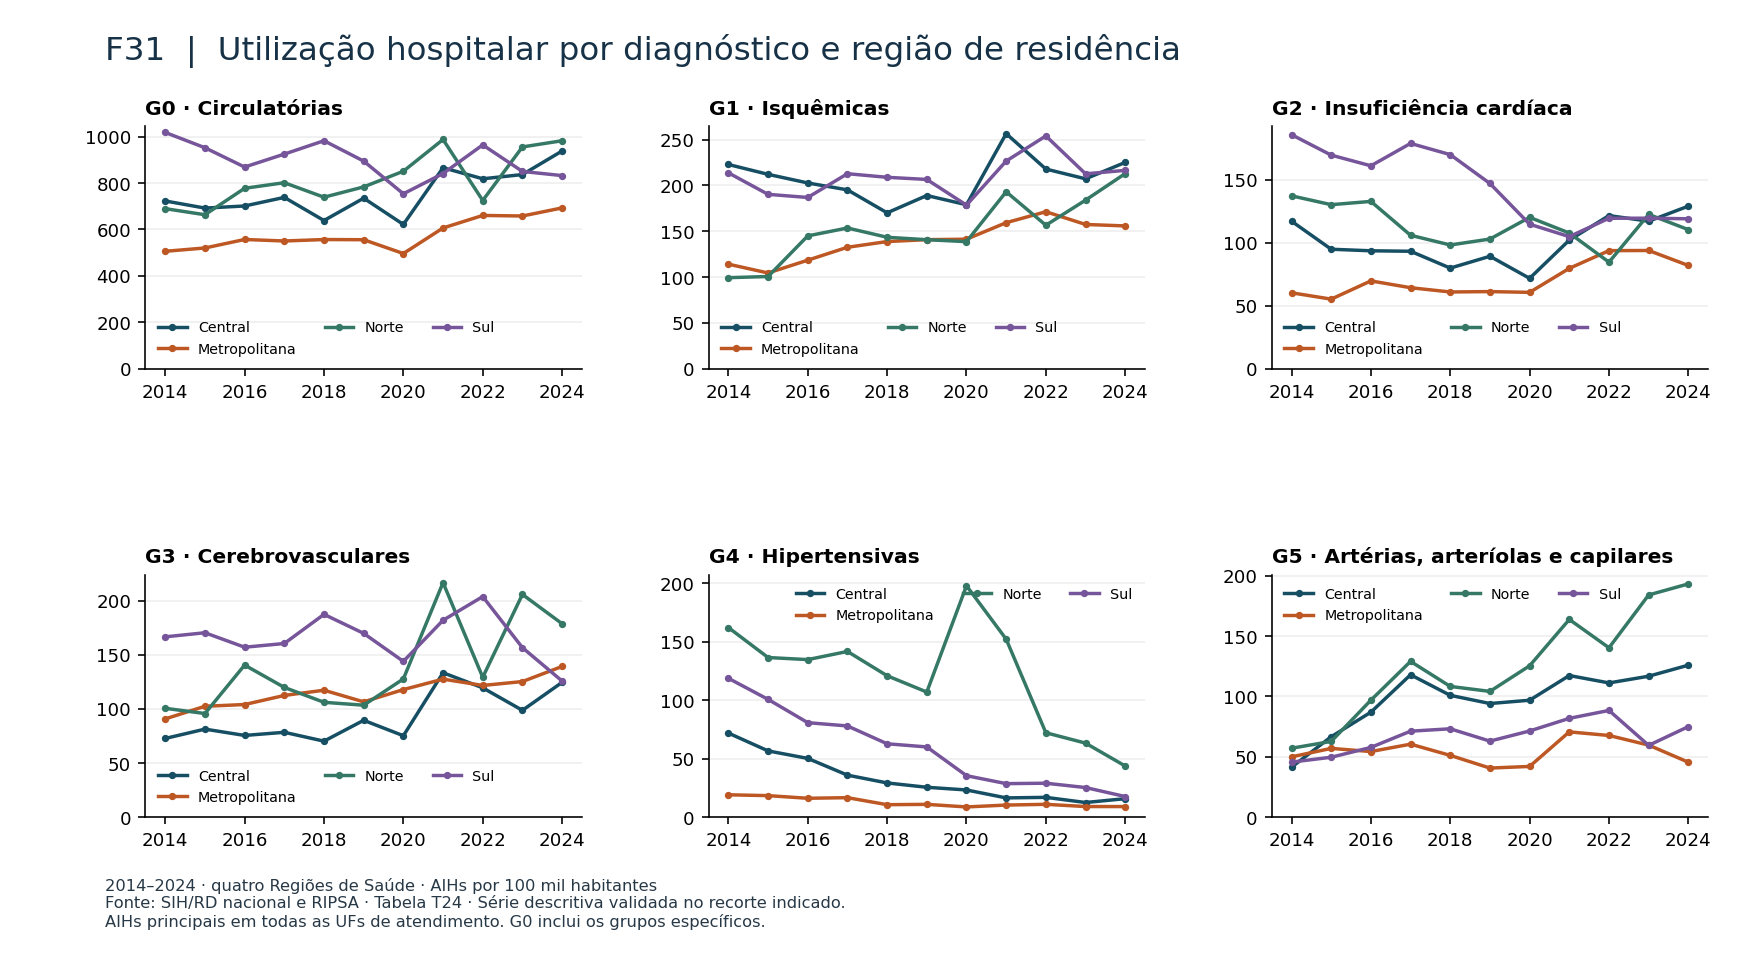 F31 | Utilização hospitalar por diagnóstico e região de residência
G0 · Circulatórias
1000
800
600
400
200
0
Central
Norte
Sul
Metropolitana
2014 2016 2018 2020 2022 2024
G1 · Isquêmicas
250
200
150
100
50
0
Central
Norte
Sul
Metropolitana
2014 2016 2018 2020 2022 2024
G2 · Insuficiência cardíaca
150
100
50
0
Central
Norte
Sul
Metropolitana
2014 2016 2018 2020 2022 2024
G3 · Cerebrovasculares
200
150
100
50
0
Central
Norte
Sul
Metropolitana
2014 2016 2018 2020 2022 2024
G4 · Hipertensivas
200
150
100
50
0
Central
Norte
Sul
Metropolitana
2014 2016 2018 2020 2022 2024
G5 · Artérias, arteríolas e capilares
200
150
100
50
0
Central
Norte
Sul
Metropolitana
2014 2016 2018 2020 2022 2024
2014–2024 · quatro Regiões de Saúde · AIHs por 100 mil habitantes
Fonte: SIH/RD nacional e RIPSA · Tabela T24 · Série descritiva validada no recorte indicado.
AIHs principais em todas as UFs de atendimento. G0 inclui os grupos específicos.